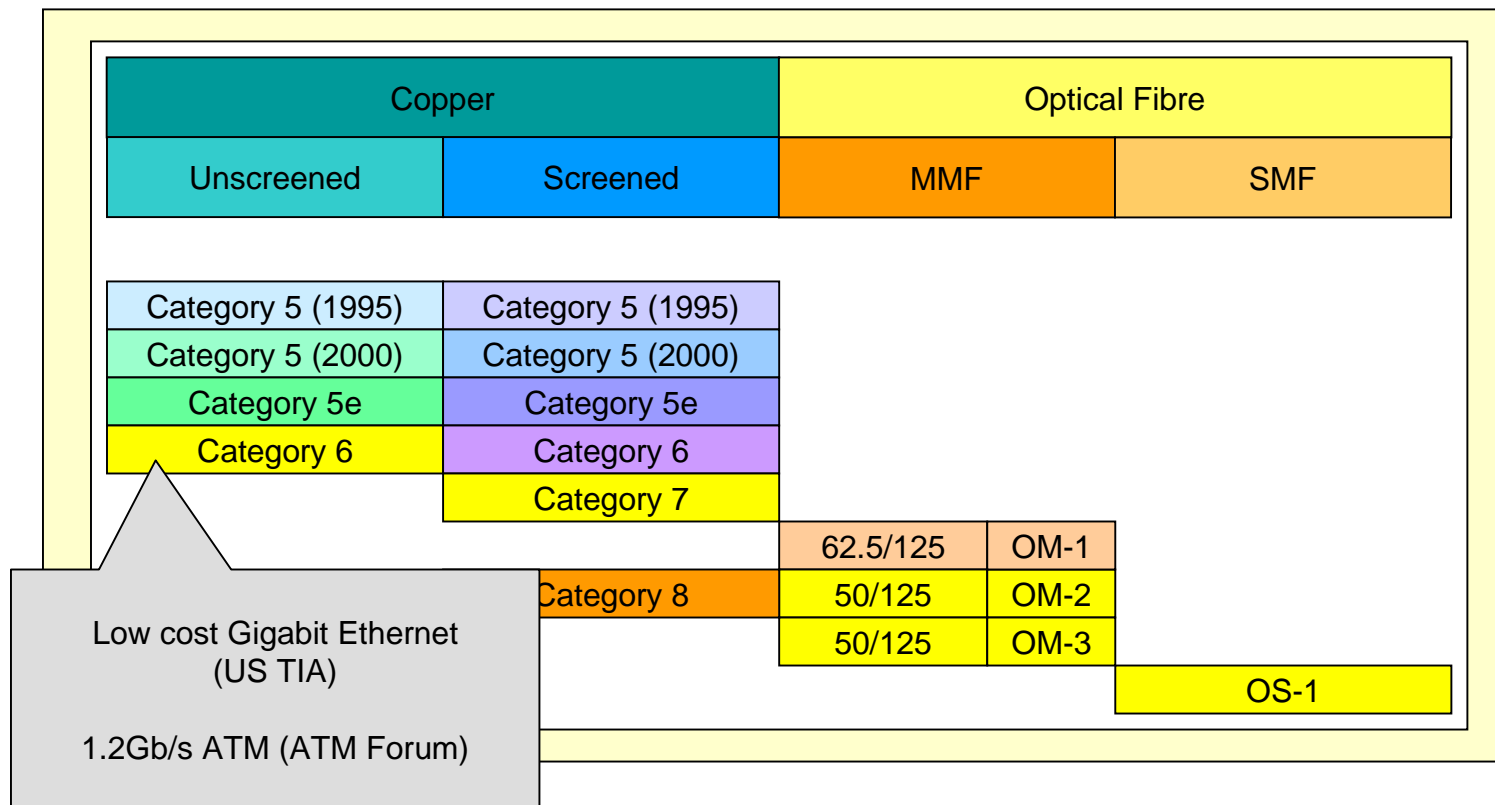 Copper
Optical Fibre
Unscreened
Screened
MMF
SMF
Category 5 (1995)
Category 5 (1995)
Category 5 (2000)
Category 5 (2000)
Category 5e
Category 5e
Category 6
Category 6
Category 7
62.5/125
OM-1
Category 8
50/125
OM-2
50/125
OM-3
OS-1
Low cost Gigabit Ethernet
(US TIA)
1.2Gb/s ATM (ATM Forum)